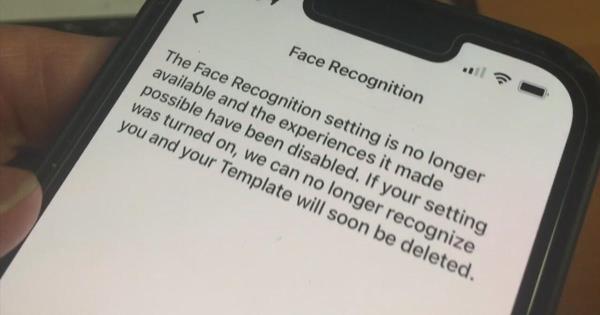 Face Recognition
The Face Recognition setting is no longer
available and the experiences it made
possible have been disabled. If your setting
was turned on, we can no longer recognize
you and your Template will soon be deleted.